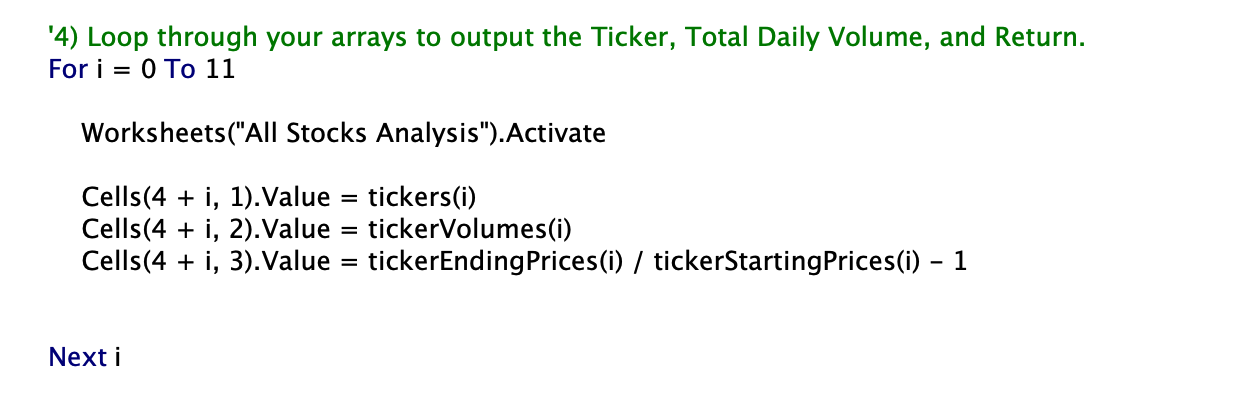 '4) Loop through your arrays to output the Ticker, Total Daily Volume, and Return.
For i = 0 To 11
Worksheets("All Stocks Analysis").Activate
Cells(4 + i, 1).Value = tickers(i)
Cells(4 + i, 2).Value = tickerVolumes(i)
Cells(4 + i, 3).Value = tickerEndingPrices(i) / tickerStartingPrices(i) - 1
Next i